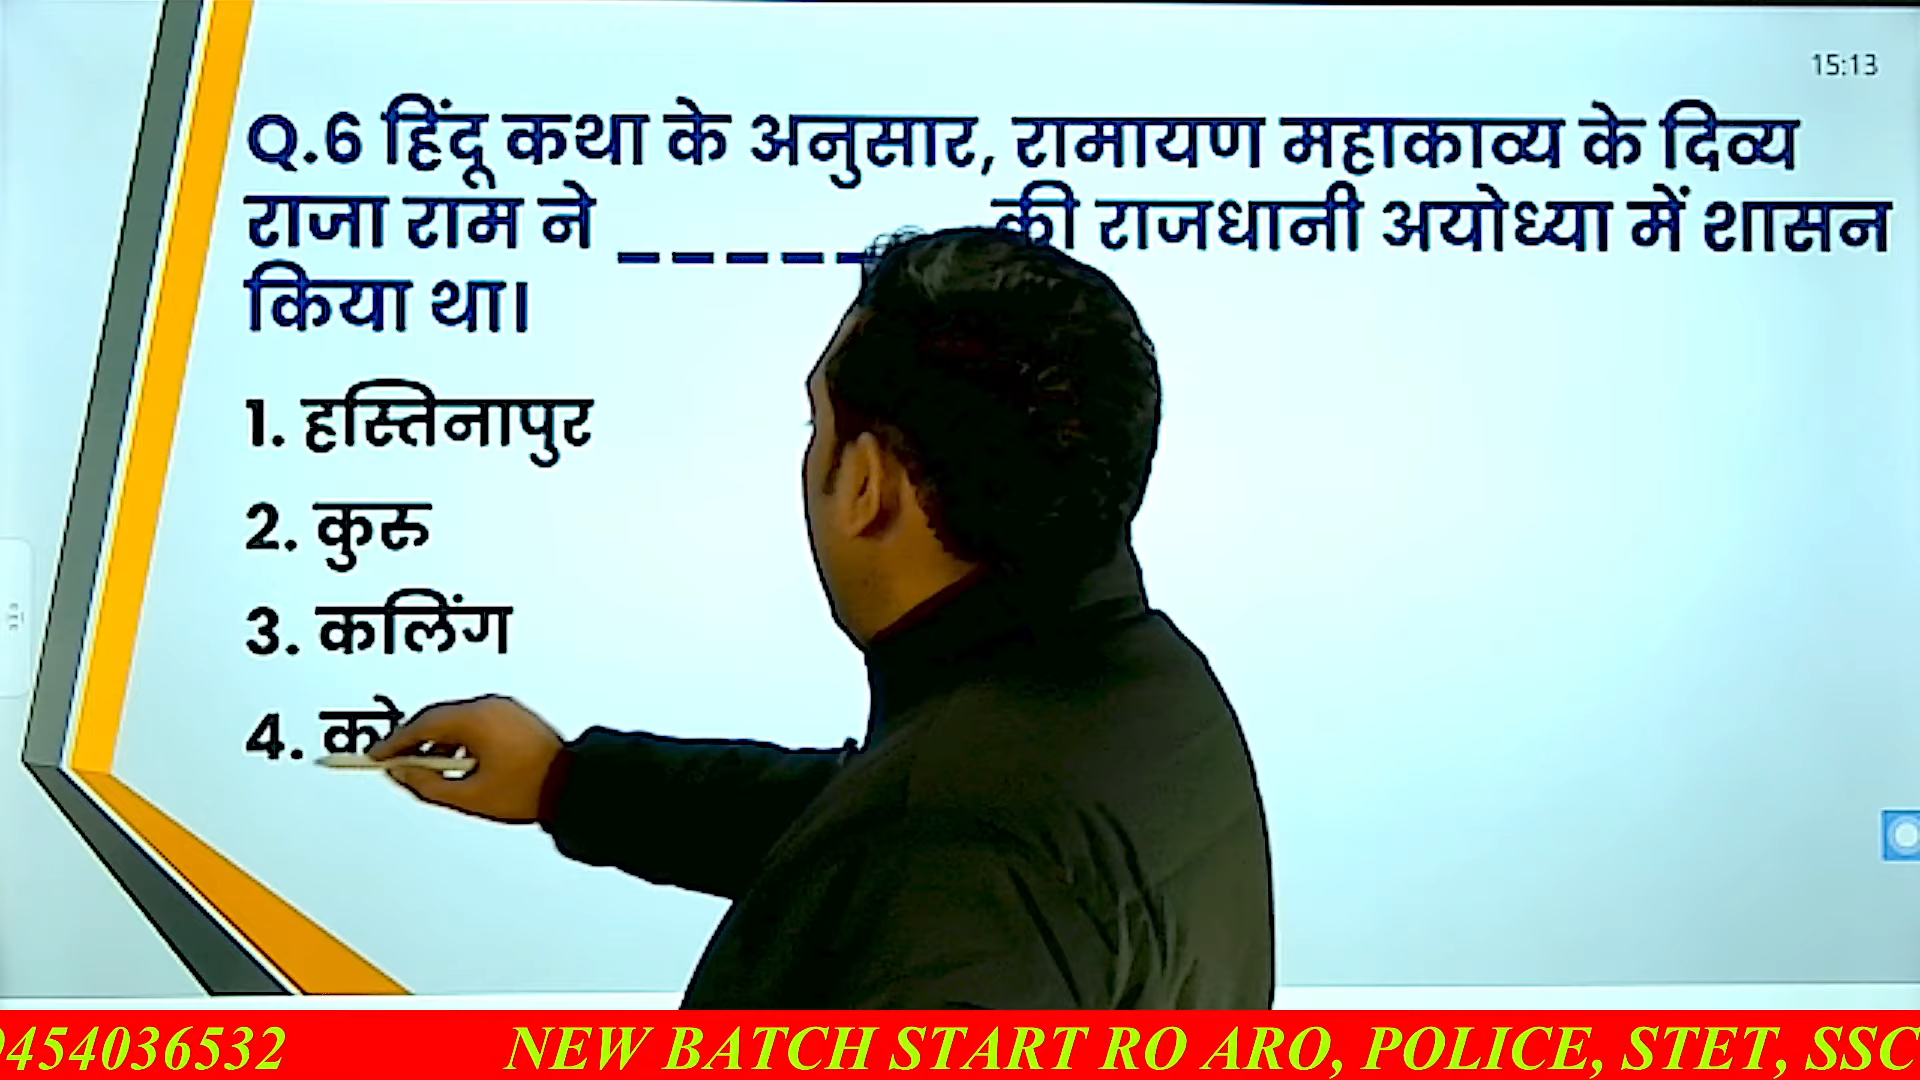 15:13
Q.6 हिंदू कथा के अनुसार, रामायण महाकाव्य के दिव्य
राजा राम ने _ _ _ _ _ की राजधानी अयोध्या में शासन
किया था।
1. हस्तिनापुर
2. कुरु
3. कलिंग
4.
9454036532 NEW BATCH START RO ARO, POLICE, STET, SSC